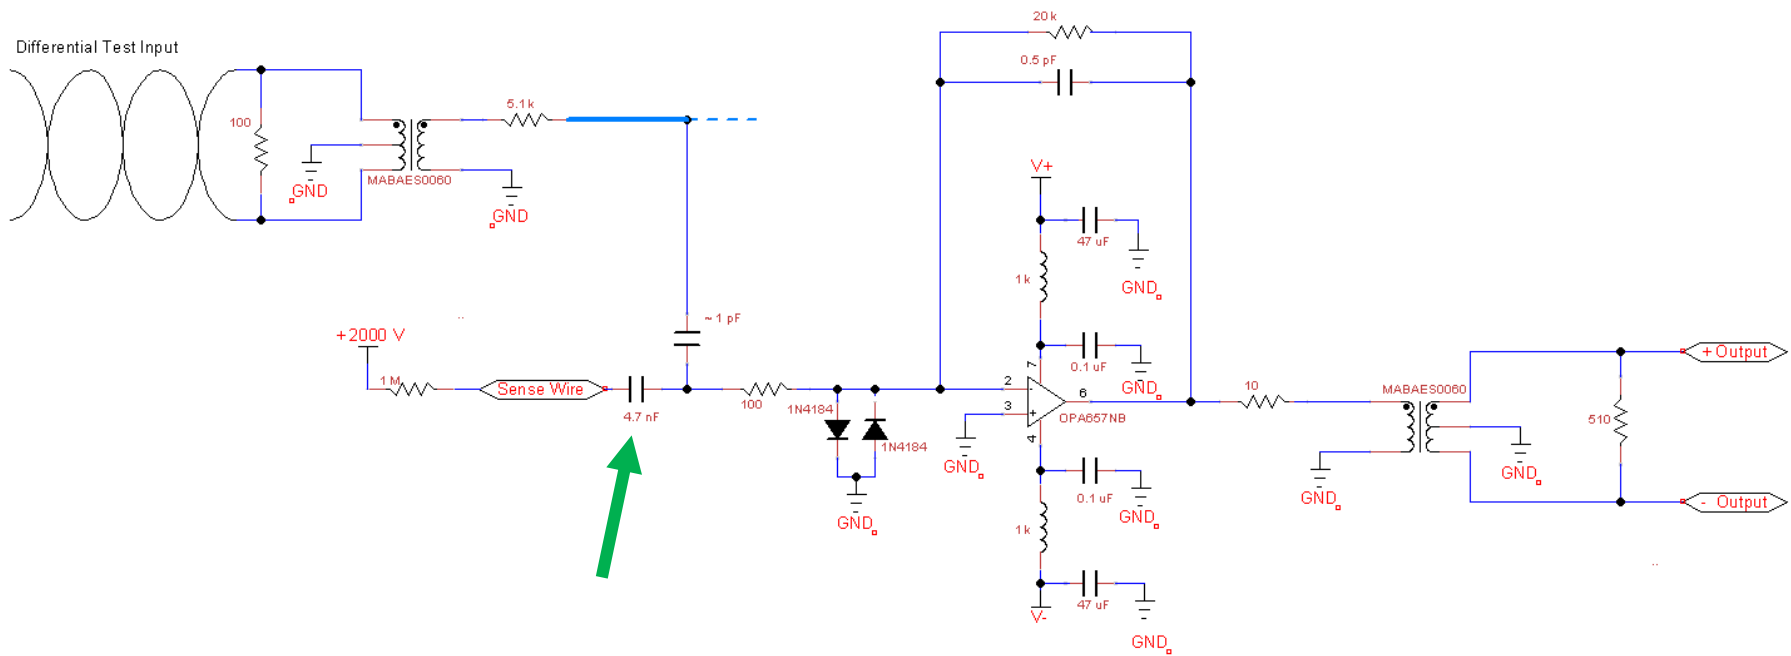 Differential Test Input
100
GND
MABAES0060
5.1k
GND
20k
0.5 pF
V+
47 uF
GND
1k
0.1 uF
GND
~ 1 pF
+2000 V
1M
Sense Wire
4.7 nF
100
1N4184
1N4184
GND
2
3
7
6
4
-
+
OPA657NB
GND
0.1 uF
GND
1k
47 uF
V-
GND
10
MABAES0060
GND
GND
510
+ Output
- Output